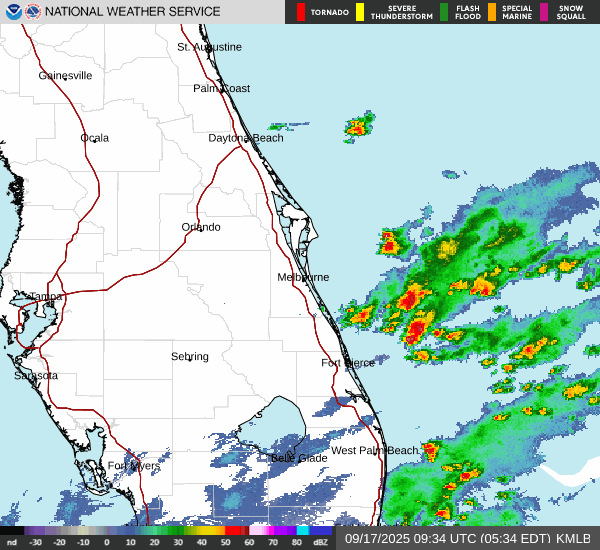 NATIONAL WEATHER SERVICE
TORNADO
SEVERE
THUNDERSTORM
FLASH
FLOOD
SPECIAL
MARINE
SNOW
SQUALL
St. Augustine
Gainesville
Palm Coast
Ocala
Daytona Beach
Orlando
Melbourne
Tampa
Sebring
Fort Pierce
Sarasota
West Palm Beach
Belle Glade
Fort Myers
nd -30 -20 -10 0 10 20 30 40 50 60 70 80 dBZ
09/17/2025 09:34 UTC (05:34 EDT) KMLB